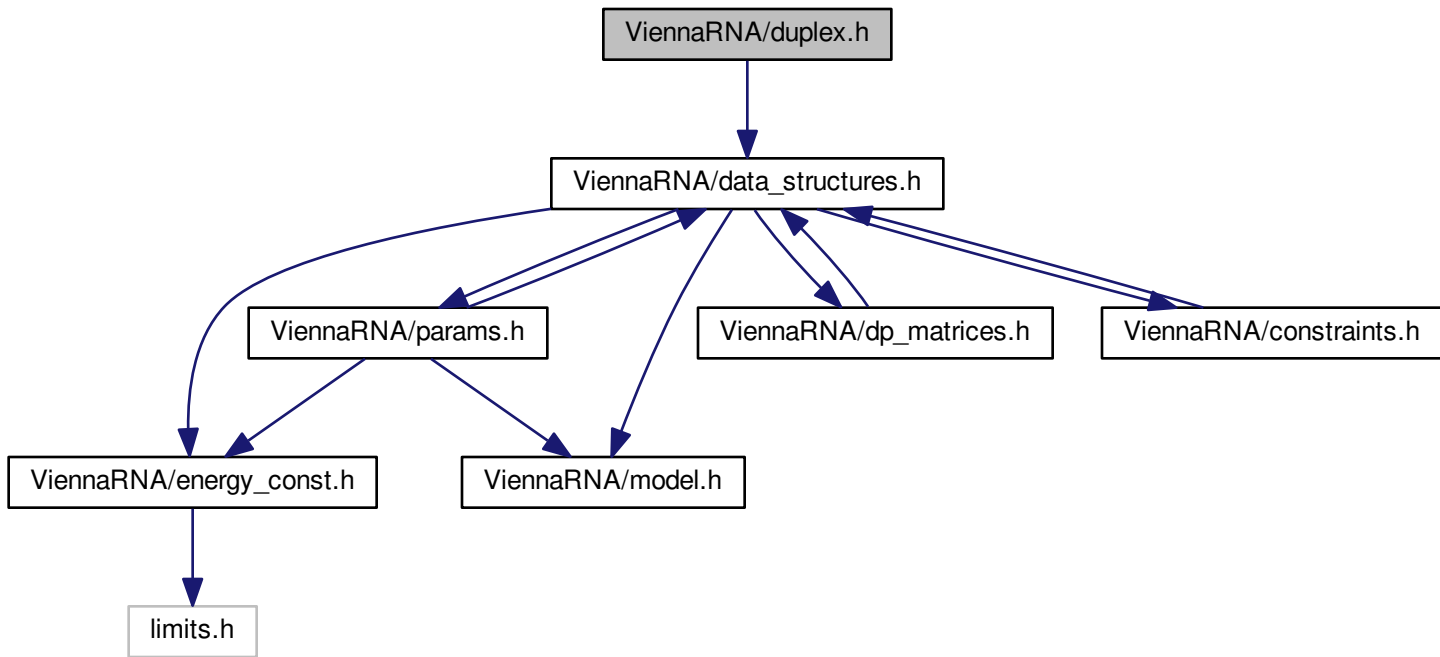 ViennaRNA/duplex.h
ViennaRNA/data_structures.h
ViennaRNA/params.h
ViennaRNA/dp_matrices.h
ViennaRNA/constraints.h
ViennaRNA/energy_const.h
ViennaRNA/model.h
limits.h